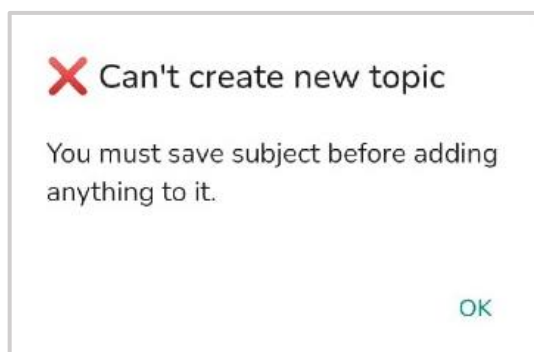 ❌ Can't create new topic
You must save subject before adding
anything to it.
OK